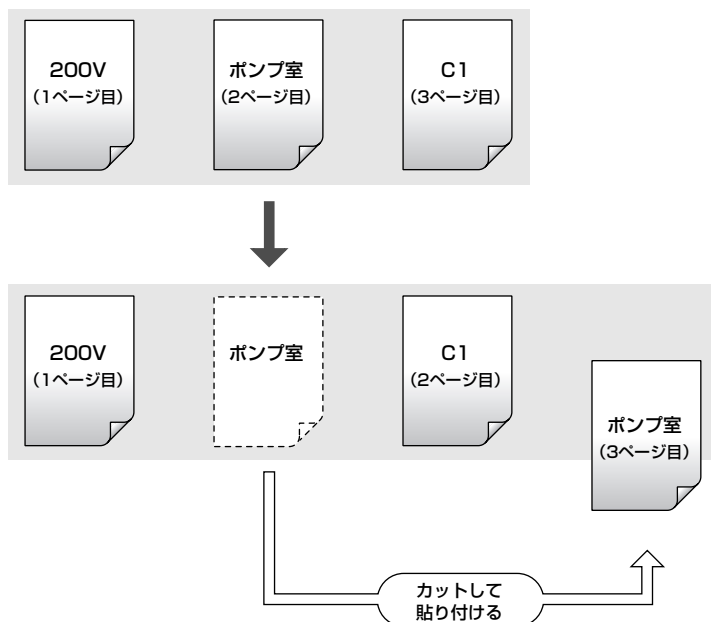 200V
（1ページ目）
ポンプ室
（2ページ目）
C1
（3ページ目）
200V
（1ページ目）
ポンプ室
C1
（2ページ目）
ポンプ室
（3ページ目）
カットして
貼り付ける